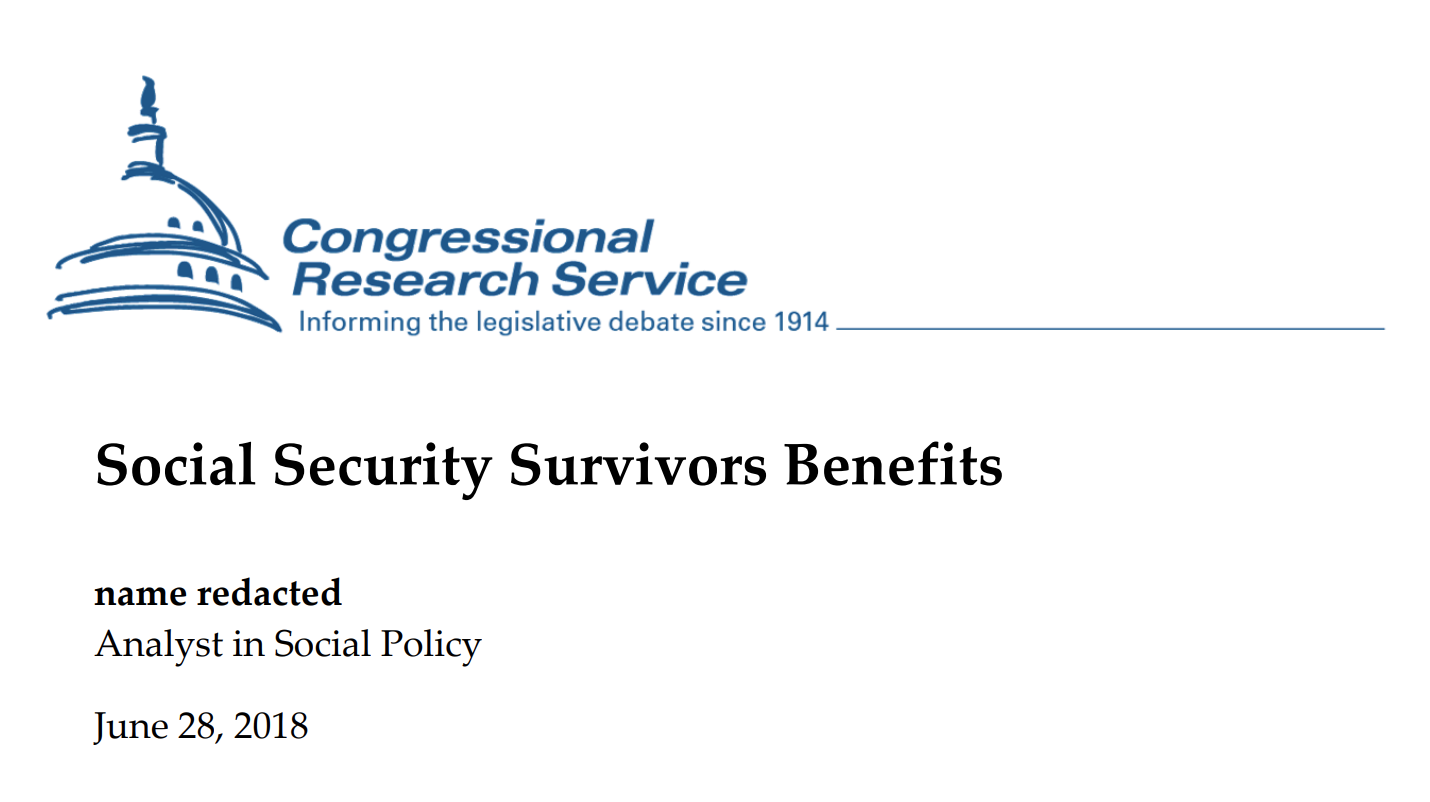 Congressional
Research Service
Informing the legislative debate since 1914
Social Security Survivors Benefits
name redacted
Analyst in Social Policy
June 28, 2018